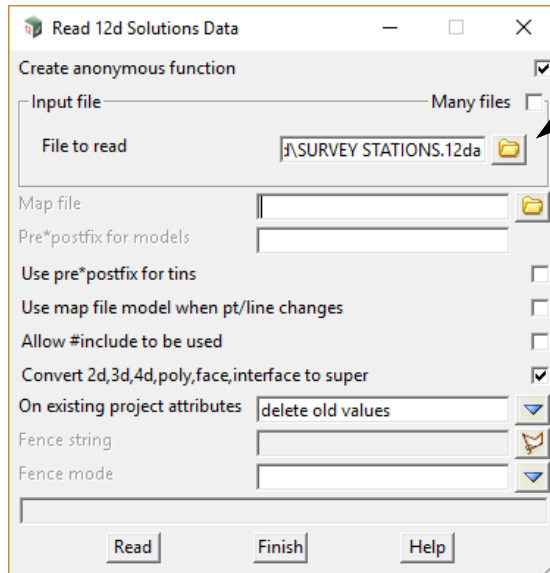 Read 12d Solutions Data
Create anonymous function
Input file Many files
File to read d\SURVEY STATIONS.12da
Map file
Pre*postfix for models
Use pre*postfix for tins
Use map file model when pt/line changes
Allow #include to be used
Convert 2d,3d,4d,poly,face,interface to super
On existing project attributes delete old values
Fence string
Fence mode
Read Finish Help